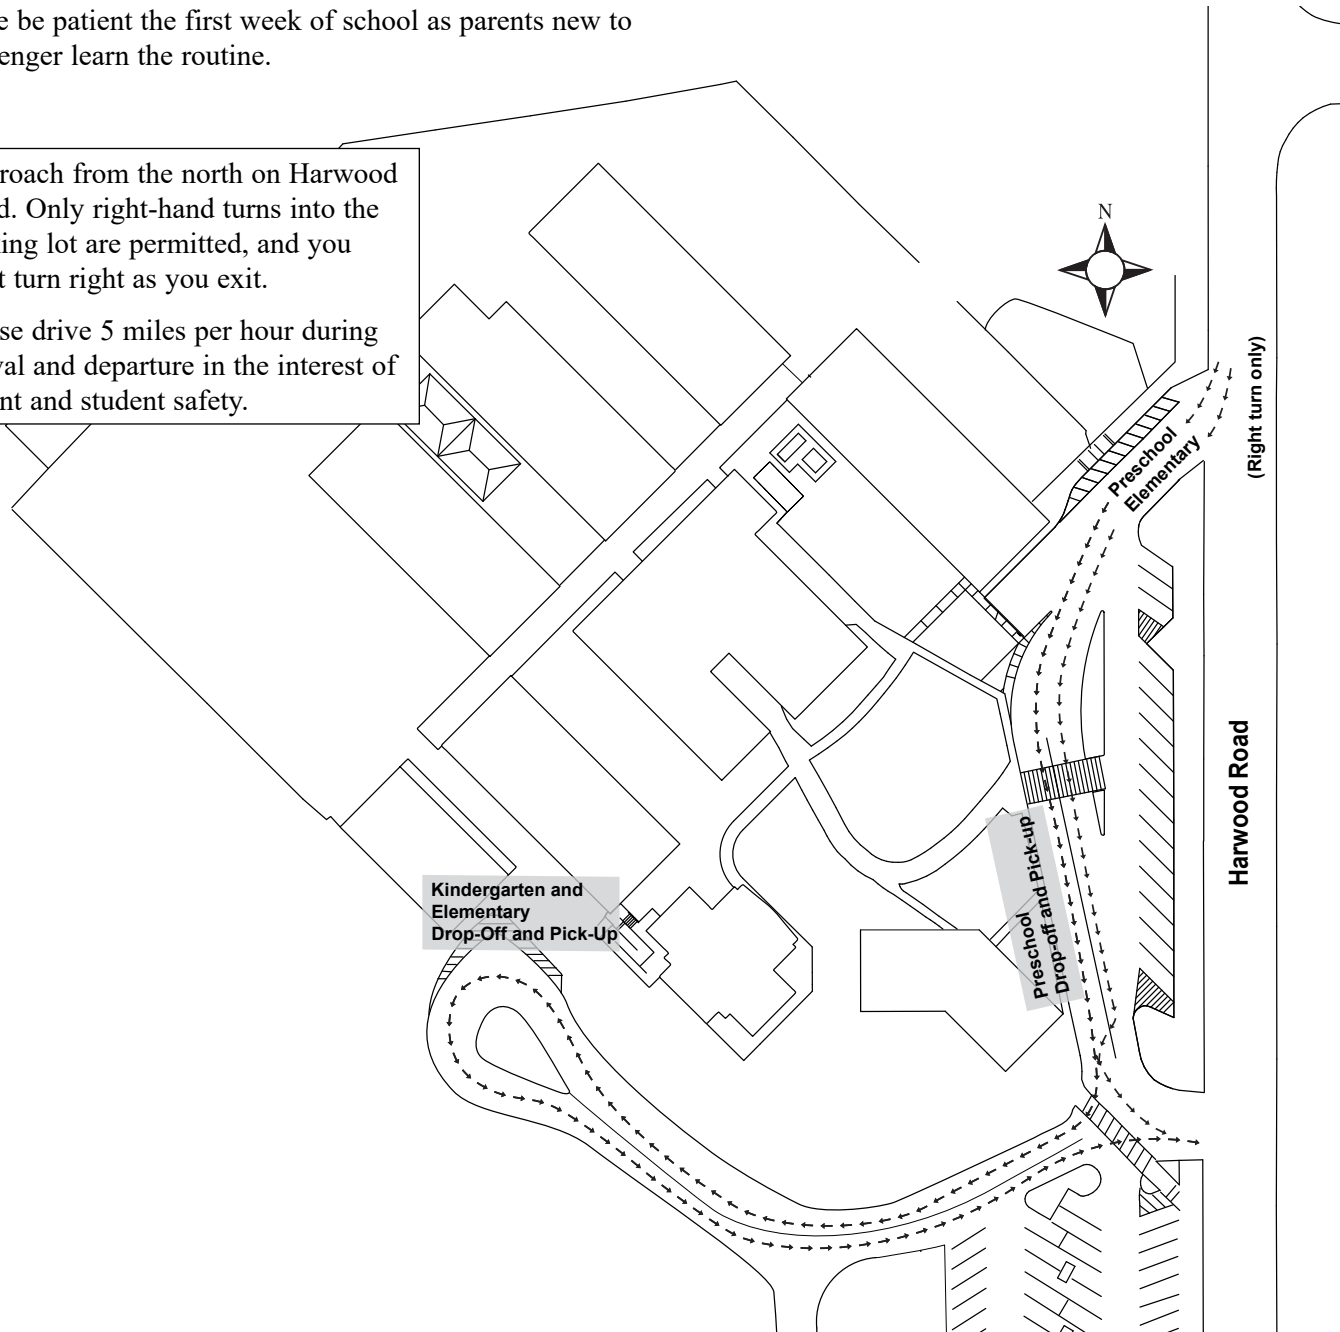 e be patient the first week of school as parents new to
enger learn the routine.
roach from the north on Harwood
d. Only right-hand turns into the
ing lot are permitted, and you
t turn right as you exit.
se drive 5 miles per hour during
val and departure in the interest of
nt and student safety.
N
(Right turn only)
Preschool
Elementary
Harwood Road
Preschool
Drop-off and Pick-up
Kindergarten and
Elementary
Drop-Off and Pick-Up